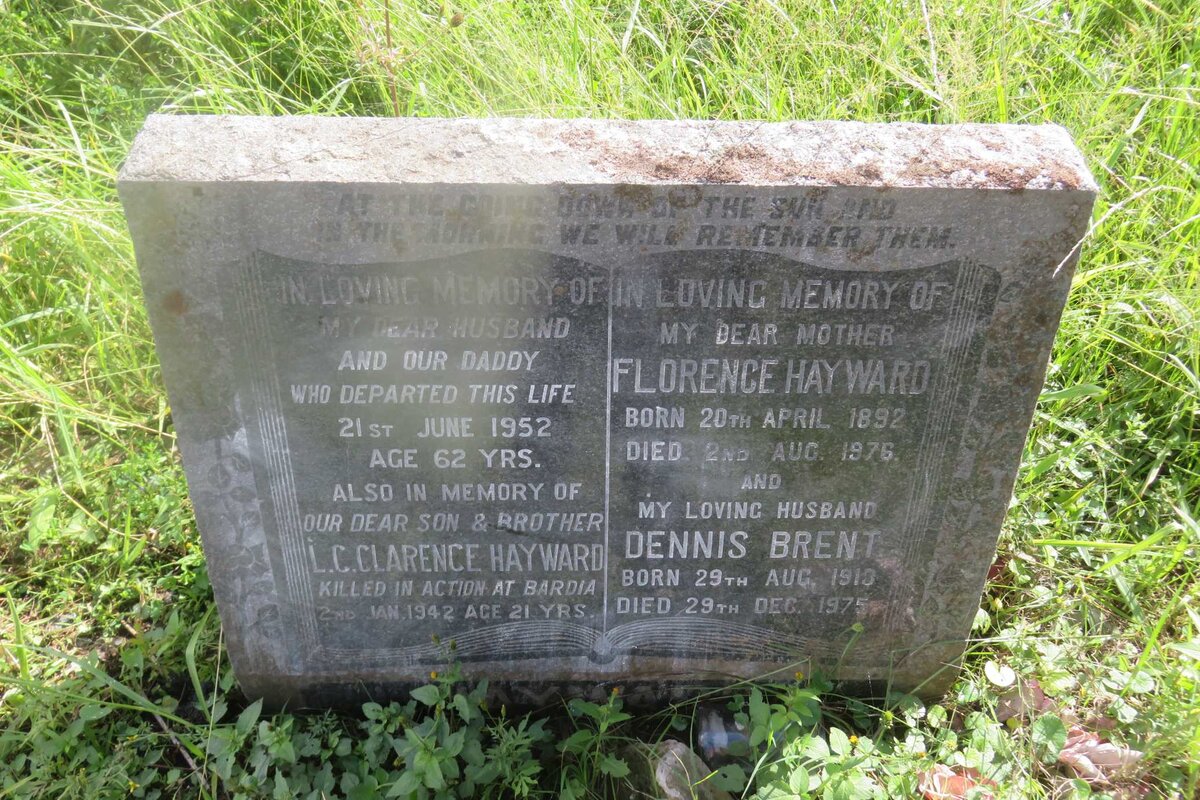 AT THE GOING DOWN OF THE SUN AND
IN THE MORNING WE WILL REMEMBER THEM.
IN LOVING MEMORY OF
MY DEAR HUSBAND
AND OUR DADDY
WHO DEPARTED THIS LIFE
21ST JUNE 1952
AGE 62 YRS.
ALSO IN MEMORY OF
OUR DEAR SON & BROTHER
L.C. CLARENCE HAYWARD
KILLED IN ACTION AT BARDIA
2ND JAN. 1942 AGE 21 YRS.
IN LOVING MEMORY OF
MY DEAR MOTHER
FLORENCE HAYWARD
BORN 20TH APRIL 1892
DIED 2ND AUG. 1976
AND
MY LOVING HUSBAND
DENNIS BRENT
BORN 29TH AUG.
DIED 29TH DEC. 1975